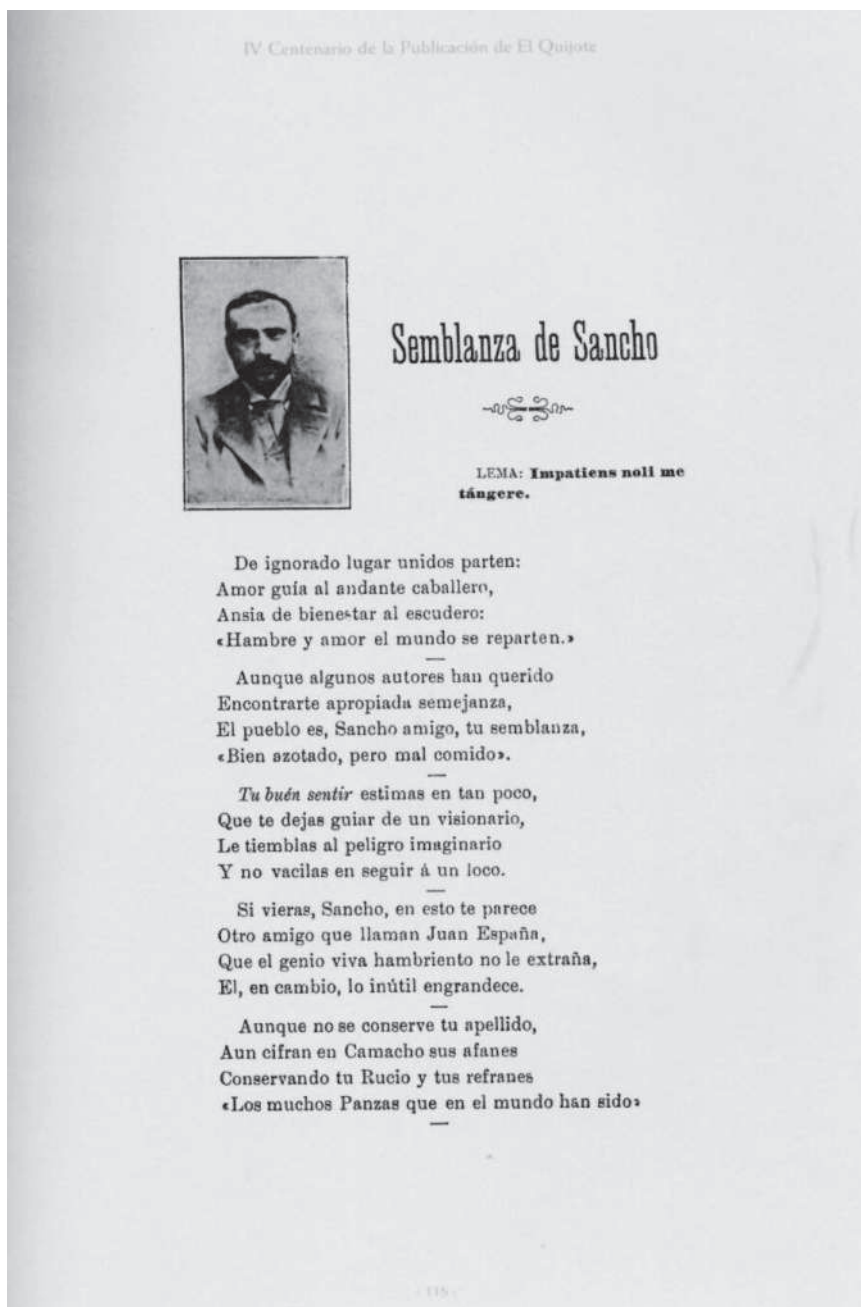 IV Centenario de la Publicación de El Quijote
Semblanza de Sancho
LEMA: Impatiens noli me
tángere.
De ignorado lugar unidos parten:
Amor guía al andante caballero,
Ansia de bienestar al escudero:
«Hambre y amor el mundo se reparten.»
Aunque algunos autores han querido
Encontrarte apropiada semejanza,
El pueblo es, Sancho amigo, tu semblanza,
«Bien azotado, pero mal comido».
Tu buén sentir estimas en tan poco,
Que te dejas guiar de un visionario,
Le tiemblas al peligro imaginario
Y no vacilas en seguir á un loco.
Si vieras, Sancho, en esto te parece
Otro amigo que llaman Juan España,
Que el genio viva hambriento no le extraña,
El, en cambio, lo inútil engrandece.
Aunque no se conserve tu apellido,
Aun cifran en Camacho sus afanes
Conservando tu Rucio y tus refranes
«Los muchos Panzas que en el mundo han sido»